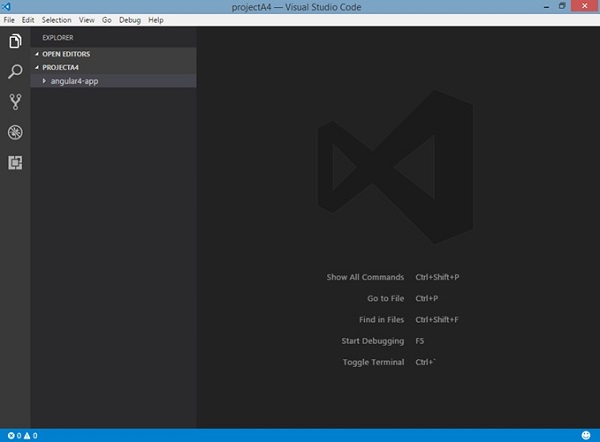 projectA4 — Visual Studio Code
File Edit Selection View Go Debug Help
EXPLORER
OPEN EDITORS
PROJECTA4
angular4-app
Show All Commands Ctrl+Shift+P
Go to File Ctrl+P
Find in Files Ctrl+Shift+F
Start Debugging F5
Toggle Terminal Ctrl+`
0 0